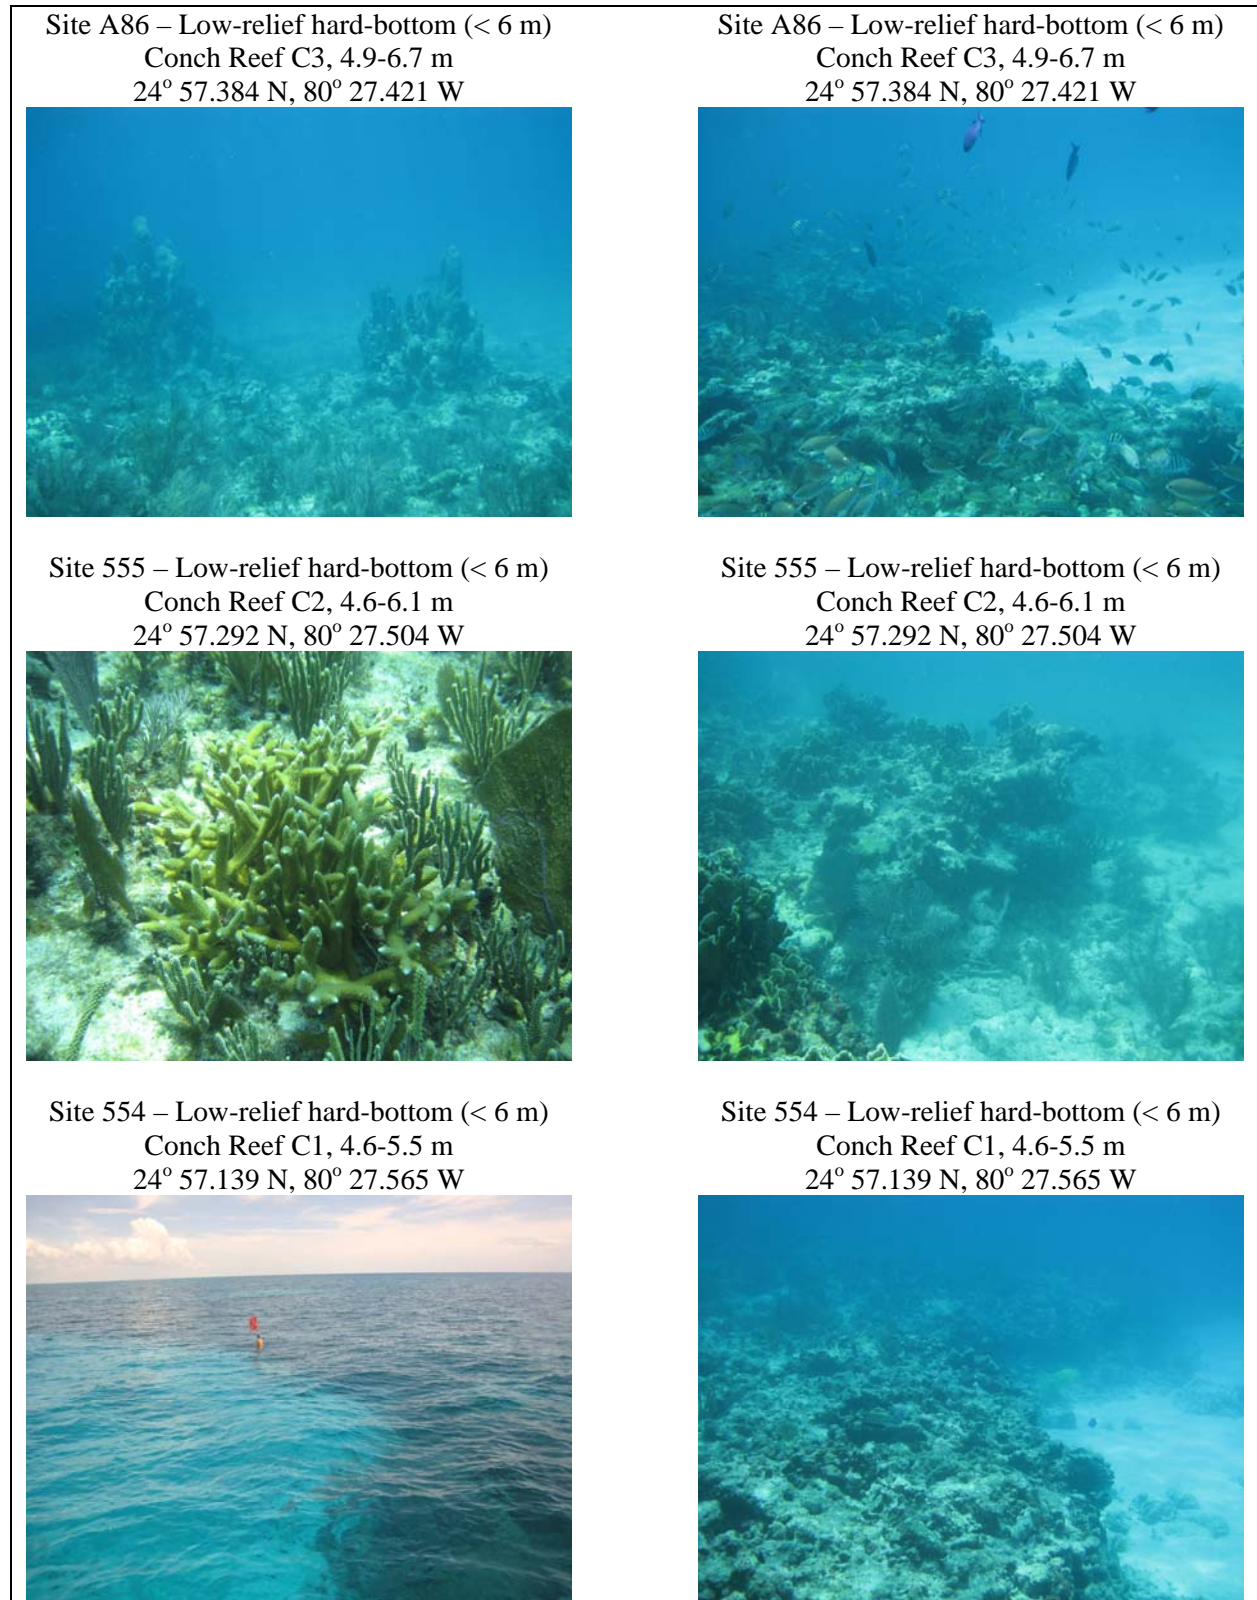 Site A86 – Low-relief hard-bottom (< 6 m)
Conch Reef C3, 4.9-6.7 m
24° 57.384 N, 80° 27.421 W
Site A86 – Low-relief hard-bottom (< 6 m)
Conch Reef C3, 4.9-6.7 m
24° 57.384 N, 80° 27.421 W
Site 555 – Low-relief hard-bottom (< 6 m)
Conch Reef C2, 4.6-6.1 m
24° 57.292 N, 80° 27.504 W
Site 555 – Low-relief hard-bottom (< 6 m)
Conch Reef C2, 4.6-6.1 m
24° 57.292 N, 80° 27.504 W
Site 554 – Low-relief hard-bottom (< 6 m)
Conch Reef C1, 4.6-5.5 m
24° 57.139 N, 80° 27.565 W
Site 554 – Low-relief hard-bottom (< 6 m)
Conch Reef C1, 4.6-5.5 m
24° 57.139 N, 80° 27.565 W